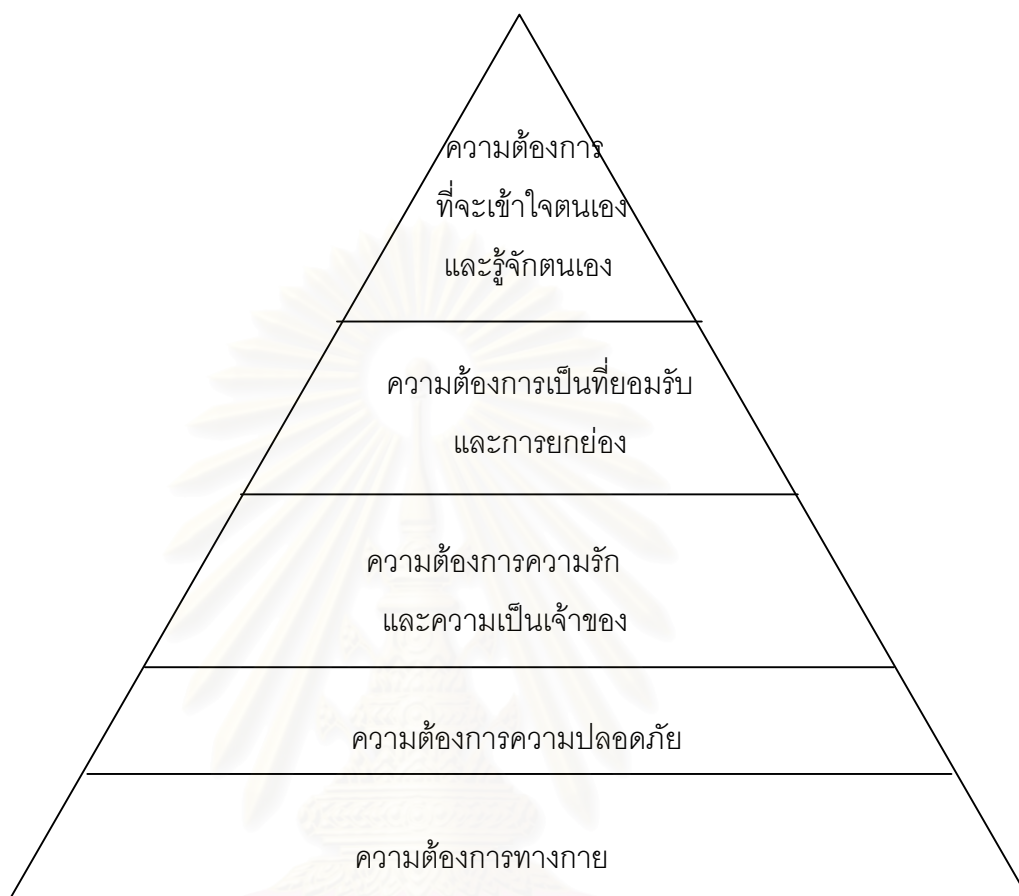 ความต้องการ
ที่จะเข้าใจตนเอง
และรู้จักตนเอง
ความต้องการเป็นที่ยอมรับ
และการยกย่อง
ความต้องการความรัก
และความเป็นเจ้าของ
ความต้องการความปลอดภัย
ความต้องการทางกาย